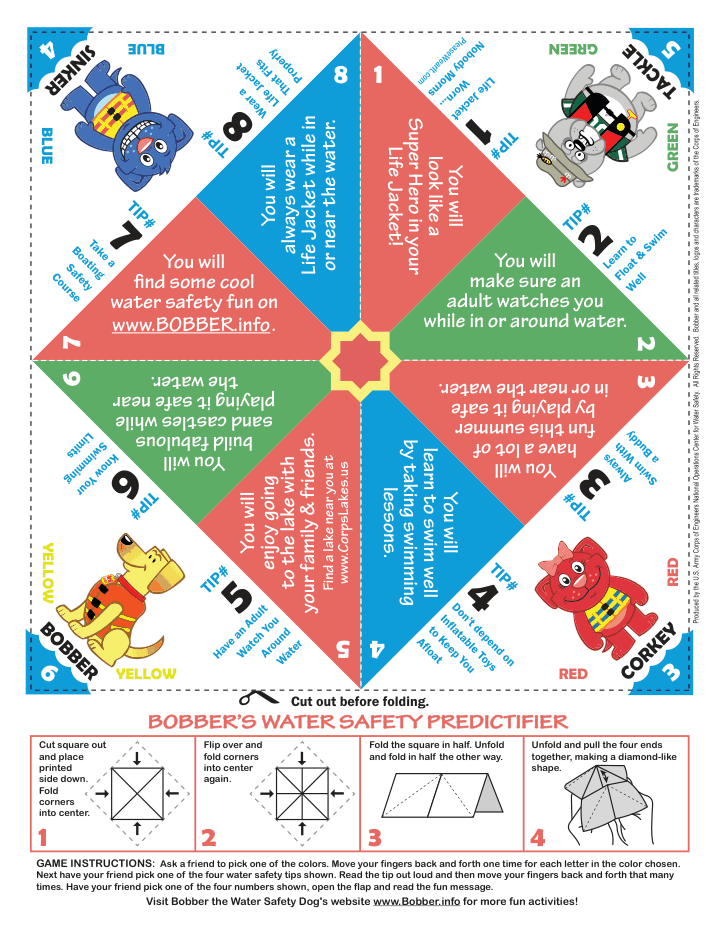 4
SINKER
BLUE
BLUE
5
TACKLE
GREEN
GREEN
TIP# 8
Wear a
Life Jacket
That Fits
Properly
TIP# 1
Life Jacket
Worn...
Nobody Morns
PleaseWearIt.com
8
You will
always wear a
Life Jacket while in
or near the water.
1
You will
look like a
Super Hero in your
Life Jacket!
TIP# 7
Take a
Boating
Safety
Course
TIP# 2
Learn to
Float & Swim
Well
7
You will
find some cool
water safety fun on
www.BOBBER.info.
2
You will
make sure an
adult watches you
while in or around water.
6
You will
build fabulous
sand castles while
playing it safe near
the water.
3
You will
have a lot of
fun this summer
by playing it safe
in or near the water.
TIP# 6
Know Your
Swimming
Limits
TIP# 3
Always
Swim With
a Buddy
5
You will
enjoy going
to the lake with
your family & friends.
Find a lake near you at
www.CorpsLakes.us
4
You will
learn to swim well
by taking swimming
lessons.
TIP# 5
Have an Adult
Watch You
Around
Water
TIP# 4
Don't depend on
Inflatable Toys
to Keep You
Afloat
YELLOW
BOBBER
YELLOW
6
RED
CORKEY
RED
3
Produced by the U.S. Army Corps of Engineers National Operations Center for Water Safety. All Rights Reserved. Bobber and all related titles, logos and characters are trademarks of the Corps of Engineers.
Cut out before folding.
BOBBER'S WATER SAFETY PREDICTIFIER
Cut square out
and place
printed
side down.
Fold
corners
into center.
1
Flip over and
fold corners
into center
again.
2
Fold the square in half. Unfold
and fold in half the other way.
3
Unfold and pull the four ends
together, making a diamond-like
shape.
4
GAME INSTRUCTIONS: Ask a friend to pick one of the colors. Move your fingers back and forth one time for each letter in the color chosen.
Next have your friend pick one of the four water safety tips shown. Read the tip out loud and then move your fingers back and forth that many
times. Have your friend pick one of the four numbers shown, open the flap and read the fun message.
Visit Bobber the Water Safety Dog's website www.Bobber.info for more fun activities!